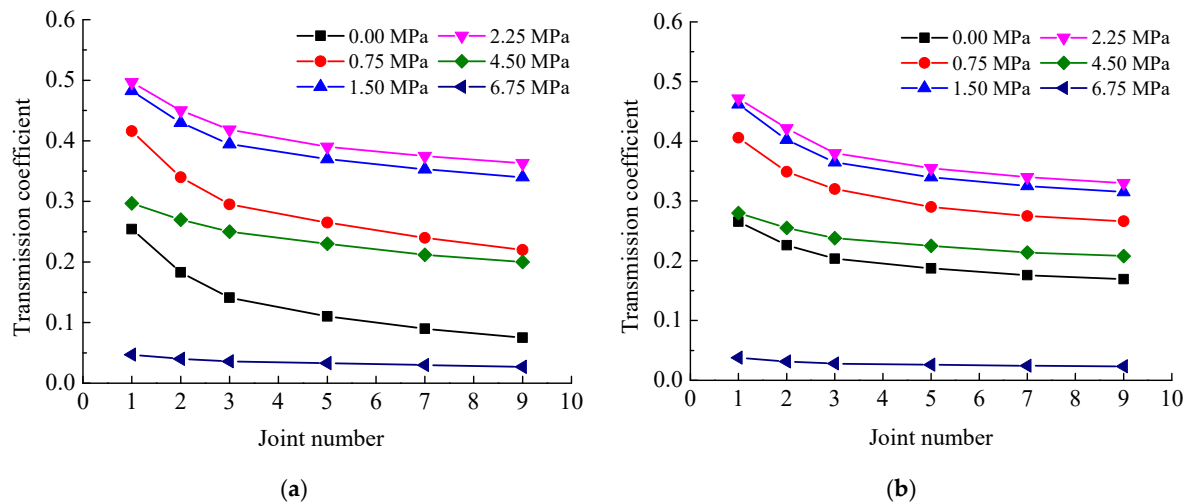 0.6
0.5
0.4
0.3
0.2
0.1
0.0
Transmission coefficient
0.00 MPa
0.75 MPa
1.50 MPa
2.25 MPa
4.50 MPa
6.75 MPa
0 1 2 3 4 5 6 7 8 9 10
Joint number
(a)
0.6
0.5
0.4
0.3
0.2
0.1
0.0
Transmission coefficient
0.00 MPa
0.75 MPa
1.50 MPa
2.25 MPa
4.50 MPa
6.75 MPa
0 1 2 3 4 5 6 7 8 9 10
Joint number
(b)